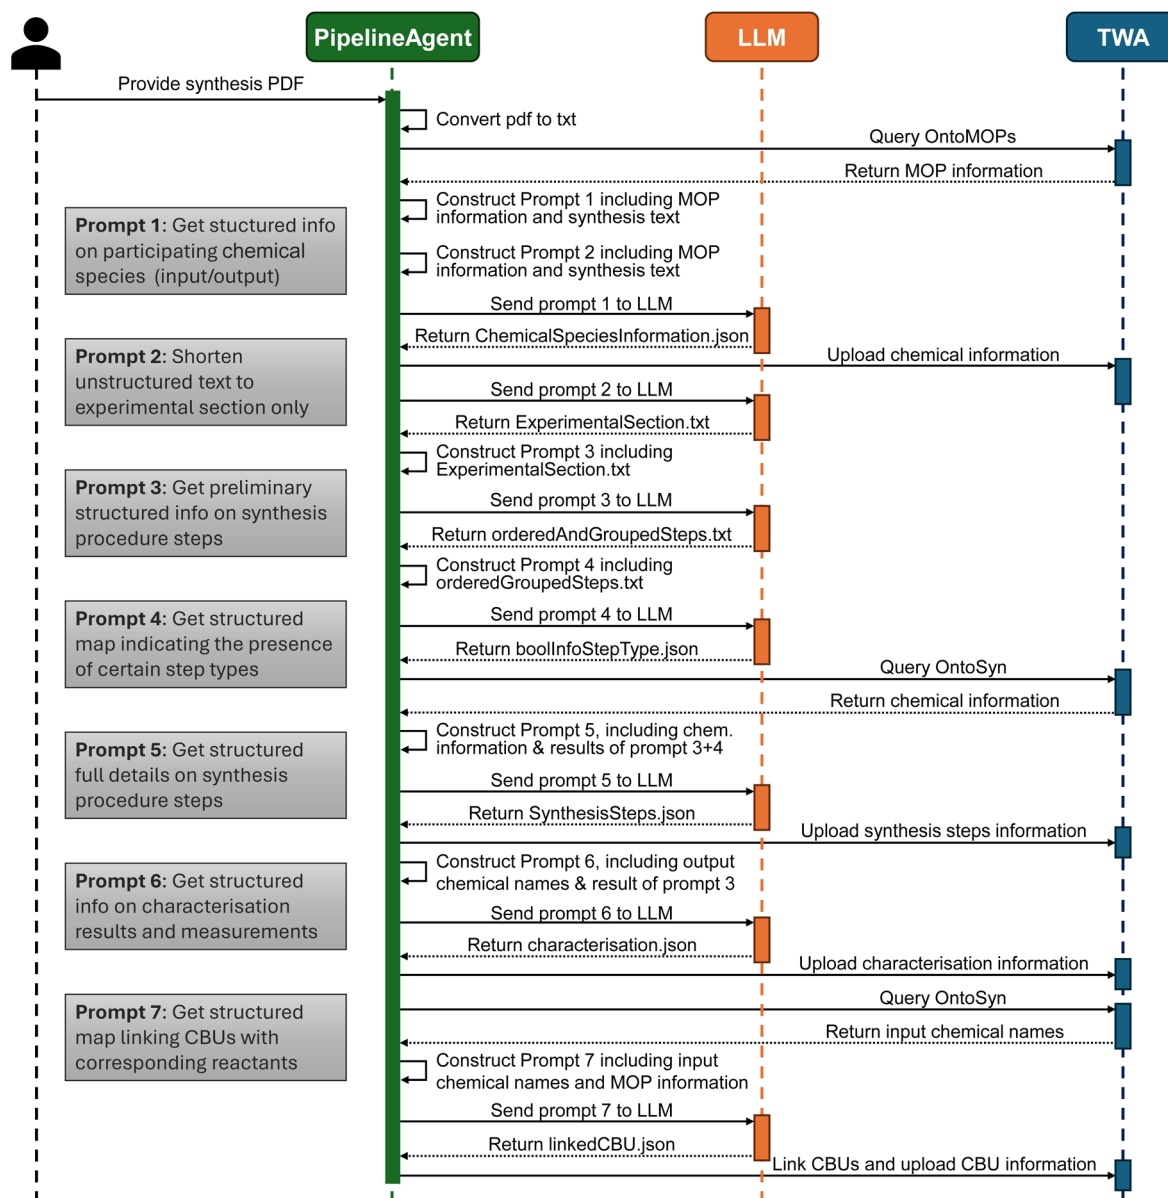 PipelineAgent
LLM
TWA
Provide synthesis PDF
Convert pdf to txt
Query OntoMOPs
Return MOP information
Construct Prompt 1 including MOP
information and synthesis text
Prompt 1: Get stuctured info
on participating chemical
species (input/output)
Construct Prompt 2 including MOP
information and synthesis text
Send prompt 1 to LLM
Return ChemicalSpeciesInformation.json
Prompt 2: Shorten
unstructured text to
experimental section only
Upload chemical information
Send prompt 2 to LLM
Return ExperimentalSection.txt
Construct Prompt 3 including
ExperimentalSection.txt
Prompt 3: Get preliminary
structured info on synthesis
procedure steps
Send prompt 3 to LLM
Return orderedAndGroupedSteps.txt
Construct Prompt 4 including
orderedGroupedSteps.txt
Prompt 4: Get structured
map indicating the presence
of certain step types
Send prompt 4 to LLM
Return boolInfoStepType.json
Query OntoSyn
Return chemical information
Construct Prompt 5, including chem.
information & results of prompt 3+4
Prompt 5: Get structured
full details on synthesis
procedure steps
Send prompt 5 to LLM
Return SynthesisSteps.json
Upload synthesis steps information
Construct Prompt 6, including output
chemical names & result of prompt 3
Prompt 6: Get structured
info on characterisation
results and measurements
Send prompt 6 to LLM
Return characterisation.json
Upload characterisation information
Query OntoSyn
Return input chemical names
Prompt 7: Get structured
map linking CBUs with
corresponding reactants
Construct Prompt 7 including input
chemical names and MOP information
Send prompt 7 to LLM
Return linkedCBU.json
Link CBUs and upload CBU information